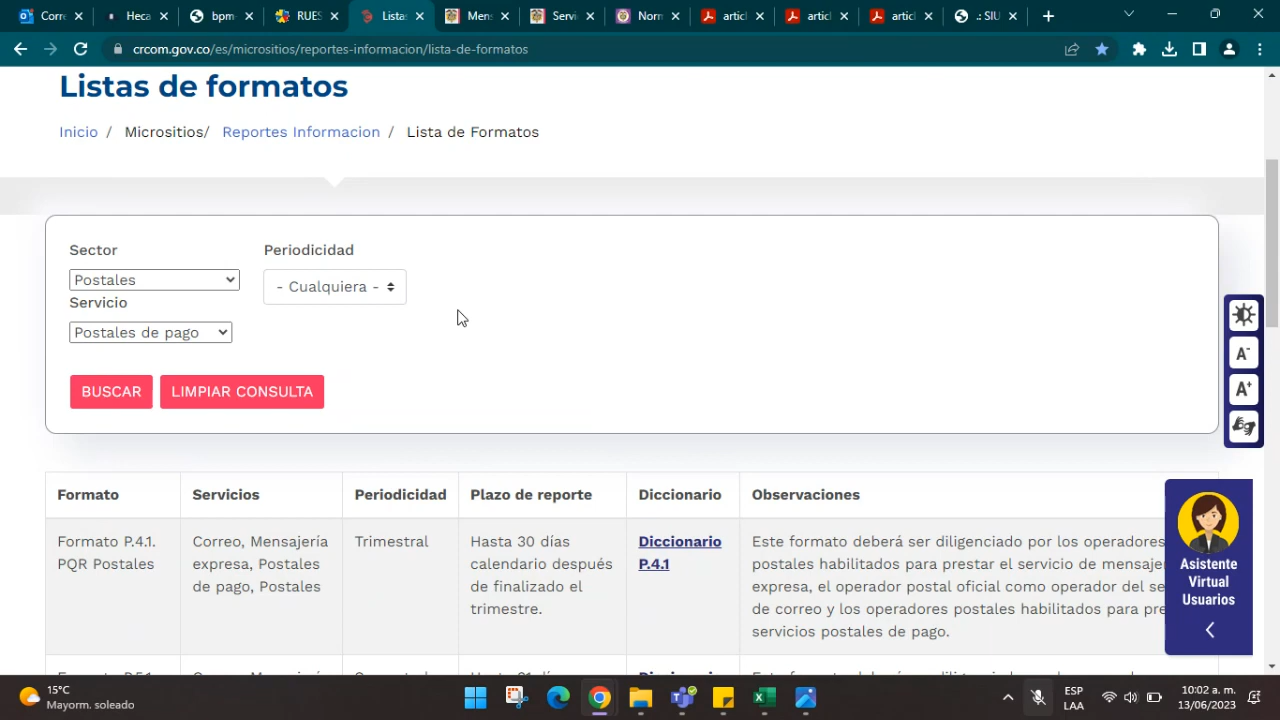 Corre
Heca
bpm
RUES
Listas
Mens
Servi
Norn
articl
articl
articl
.: SIU
crcom.gov.co/es/micrositios/reportes-informacion/lista-de-formatos
Listas de formatos
Inicio / Micrositios/ Reportes Informacion / Lista de Formatos
Sector
Postales
Servicio
Postales de pago
Periodicidad
- Cualquiera -
BUSCAR
LIMPIAR CONSULTA
A-
A+
Formato Servicios Periodicidad Plazo de reporte Diccionario Observaciones
Formato P.4.1.
PQR Postales
Correo, Mensajería
expresa, Postales
de pago, Postales
Trimestral
Hasta 30 días
calendario después
de finalizado el
trimestre.
Diccionario
P.4.1
Este formato deberá ser diligenciado por los operadores
postales habilitados para prestar el servicio de mensaje
expresa, el operador postal oficial como operador del se
de correo y los operadores postales habilitados para pre
servicios postales de pago.
Asistente
Virtual
Usuarios
15°C
Mayorm. soleado
ESP
LAA
10:02 a. m.
13/06/2023